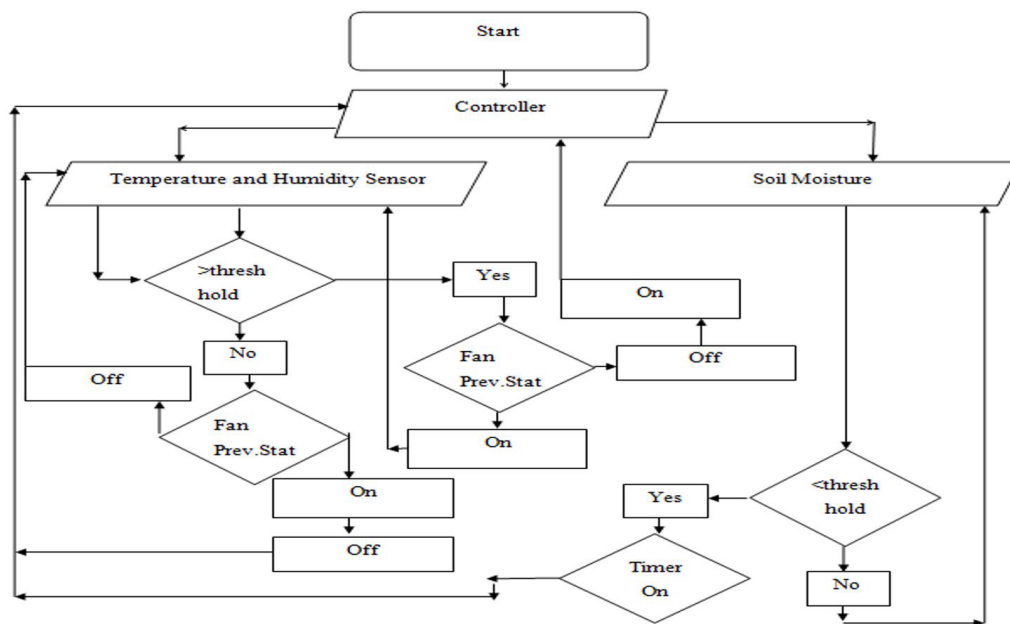 Start
Controller
Temperature and Humidity Sensor
Soil Moisture
>thresh
hold
Yes
On
No
Fan
Prev.Stat
Off
Off
Fan
Prev.Stat
On
On
<thresh
hold
Yes
Off
Timer
On
No